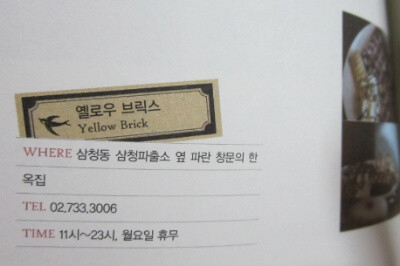 옐로우 브릭스
Yellow Brick
WHERE 삼청동 삼청파출소 옆 파란 창문의 한
옥집
TEL 02.733.3006
TIME 11시~23시, 월요일 휴무